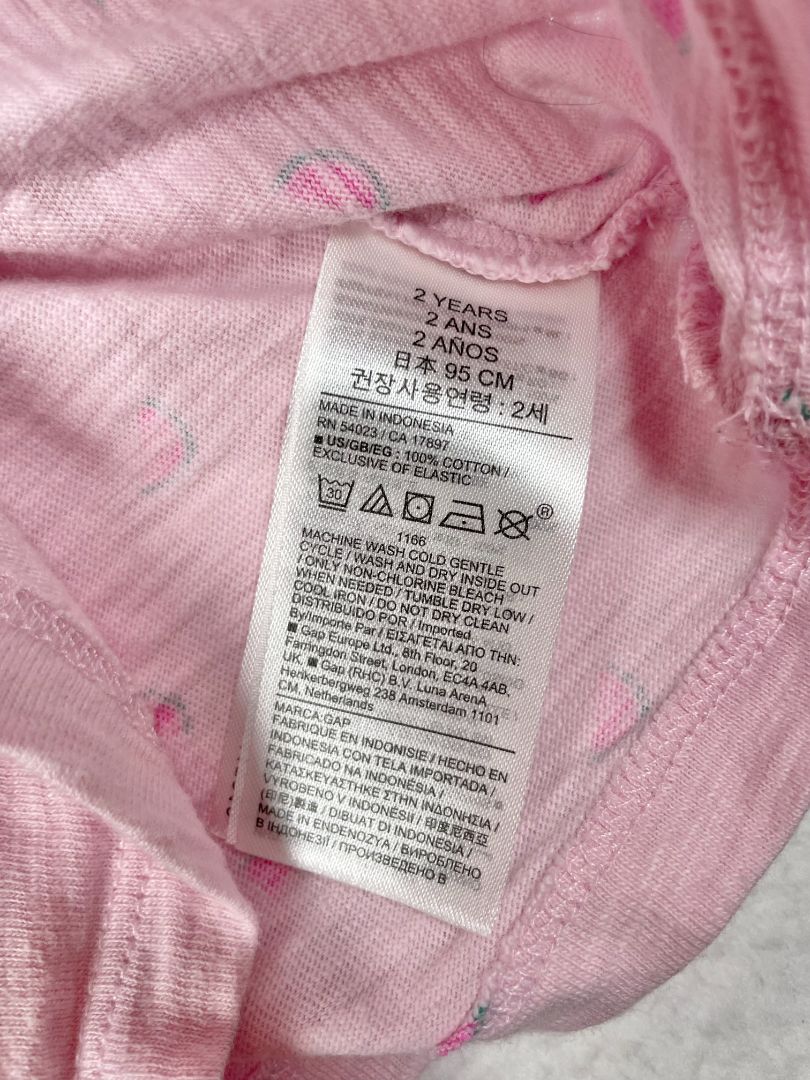 2 YEARS
2 ANS
2 AÑOS
日本 95 CM
권장사용연령 : 2세
MADE IN INDONESIA
RN 54023 / CA 17897
■ US/GB/EG : 100% COTTON /
EXCLUSIVE OF ELASTIC
30
®
1166
MACHINE WASH COLD GENTLE
CYCLE / WASH AND DRY INSIDE OUT
/ ONLY NON-CHLORINE BLEACH
WHEN NEEDED / TUMBLE DRY LOW /
COOL IRON / DO NOT DRY CLEAN
DISTRIBUIDO POR / Imported
By/Importe Par / ΕΙΣΑΓΕΤΑΙ ΑΠΟ ΤΗΝ:
■ Gap Europe Ltd., 8th Floor, 20
Farringdon Street, London, EC4A 4AB,
UK. ■ Gap (RHC) B.V. Luna ArenA,
Herikerbergweg 238 Amsterdam 1101
CM, Netherlands
MARCA:GAP
FABRIQUE EN INDONISIE / HECHO EN
INDONESIA CON TELA IMPORTADA /
FABRICADO NA INDONESIA /
ΚΑΤΑΣΚΕΥΑΣΤΗΚΕ ΣΤΗΝ ΙΝΔΟΝΗΣΙΑ /
VYROBENO V INDONÉSII / 印度尼西亞
(印尼)製造 / DIBUAT DI INDONESIA /
MADE IN ENDENOZYA / ВИРОБЛЕНО
В ІНДОНЕЗІЇ / ПРОИЗВЕДЕНО В